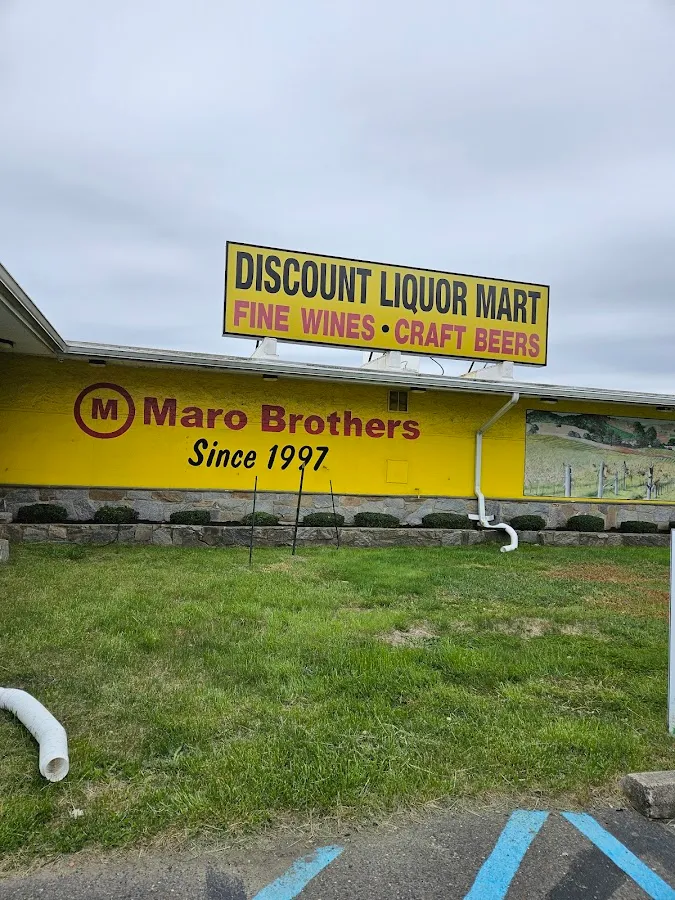 DISCOUNT LIQUOR MART
FINE WINES • CRAFT BEERS
M Maro Brothers
Since 1997